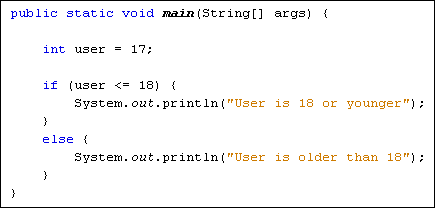 public static void main(String[] args) {
int user = 17;
if (user <= 18) {
System.out.println("User is 18 or younger");
}
else {
System.out.println("User is older than 18");
}
}